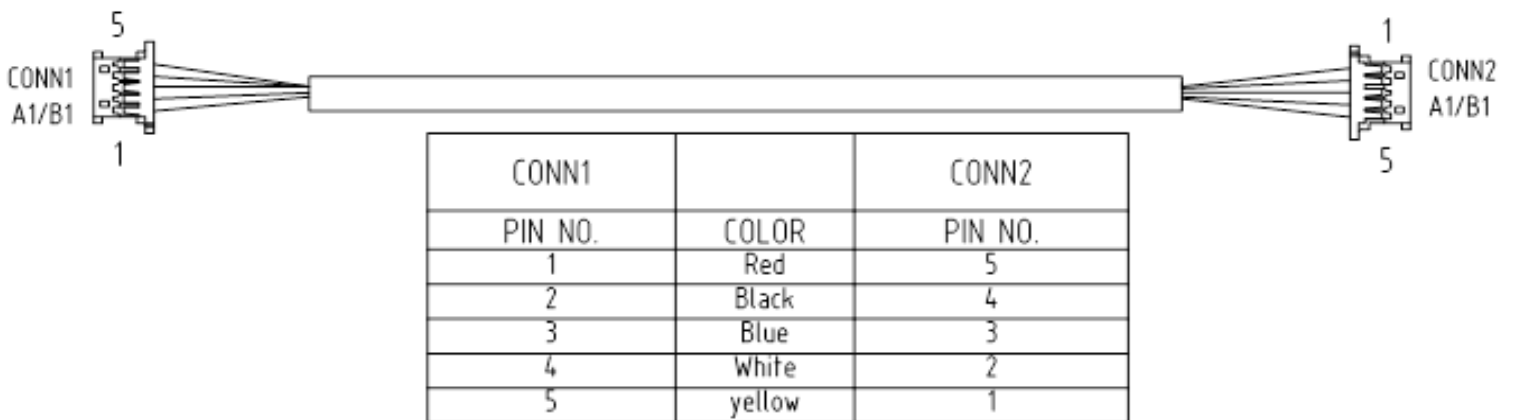 5
CONN1
A1/B1
1
1
CONN2
A1/B1
5
CONN1 CONN2
PIN NO. COLOR PIN NO.
1 Red 5
2 Black 4
3 Blue 3
4 White 2
5 yellow 1